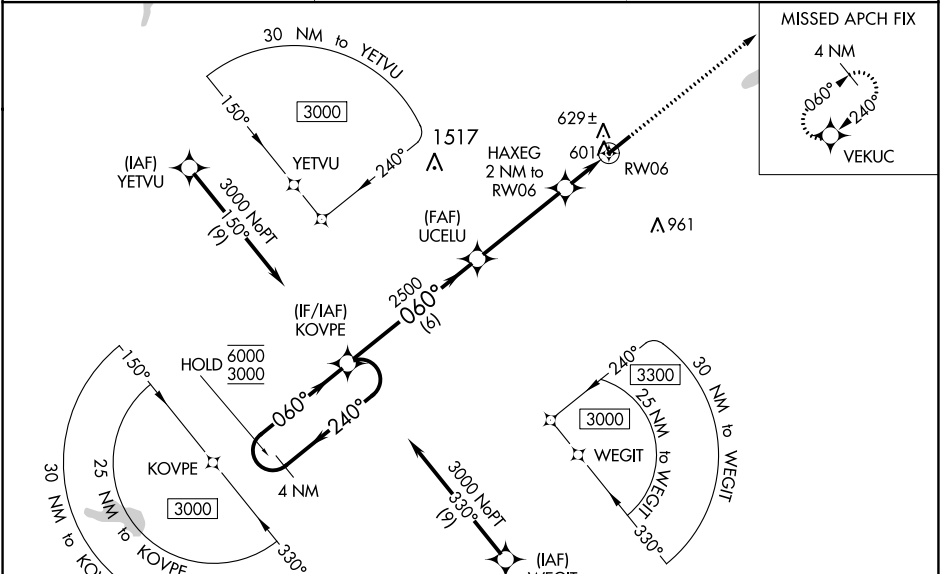 MISSED APCH FIX
4 NM
060°
240°
VEKUC
30 NM to YETVU
150°
3000
240°
YETVU
(IAF)
YETVU
3000 NoPT
150°
(9)
1517
629±
601
HAXEG
2 NM to
RW06
RW06
961
(FAF)
UCELU
2500
060°
(6)
(IF/IAF)
KOVPE
HOLD
6000
3000
060°
240°
4 NM
150°
KOVPE
3000
330°
25 NM to KOVPE
30 NM to
240°
3300
3000
WEGIT
330°
25 NM to WEGIT
30 NM to WEGIT
3000 NoPT
330°
(9)
(IAF)